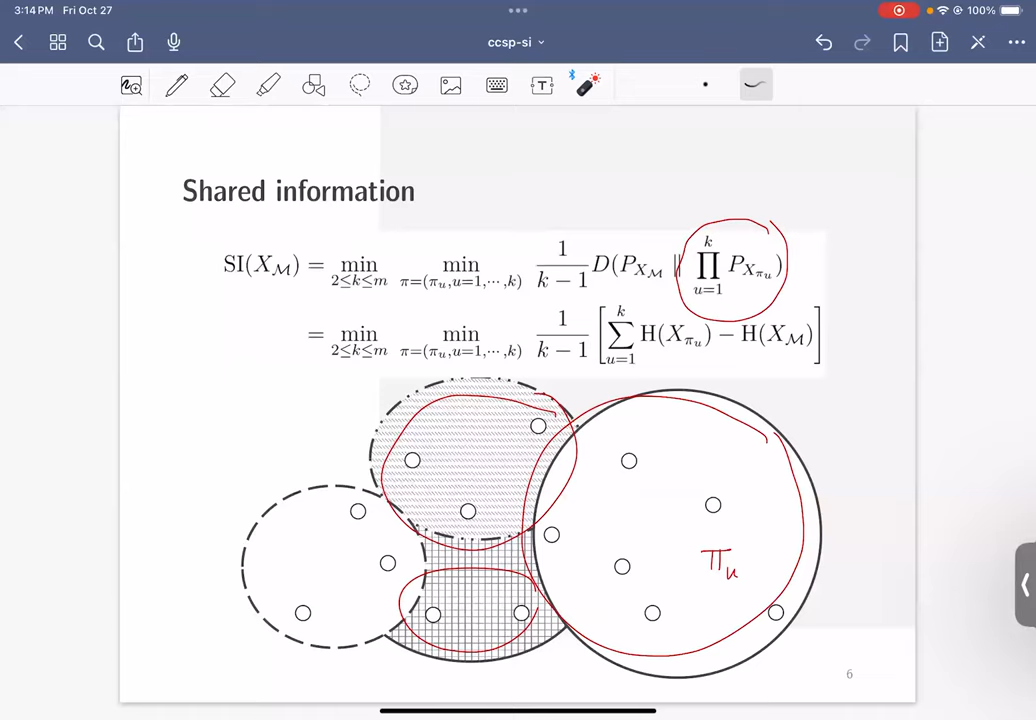 3:14 PM Fri Oct 27
100%
ccsp-si
T
Shared information
SI(X_ℳ) = min_{2≤k≤m} min_{π=(π_u,u=1,⋯,k)} 1/(k−1) D(P_{X_ℳ} ∥ ∏_{u=1}^{k} P_{X_{π_u}})
= min_{2≤k≤m} min_{π=(π_u,u=1,⋯,k)} 1/(k−1) [∑_{u=1}^{k} H(X_{π_u}) − H(X_ℳ)]
π_u
6